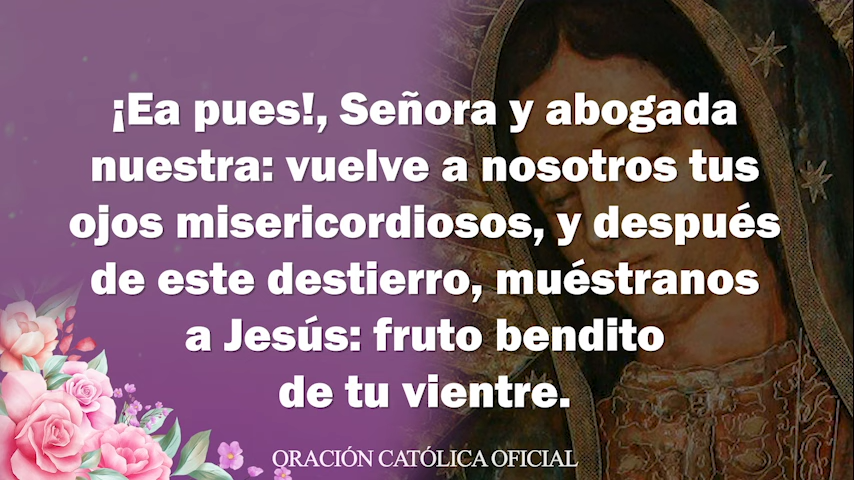 ¡Ea pues!, Señora y abogada
nuestra: vuelve a nosotros tus
ojos misericordiosos, y después
de este destierro, muéstranos
a Jesús: fruto bendito
de tu vientre.
ORACIÓN CATÓLICA OFICIAL